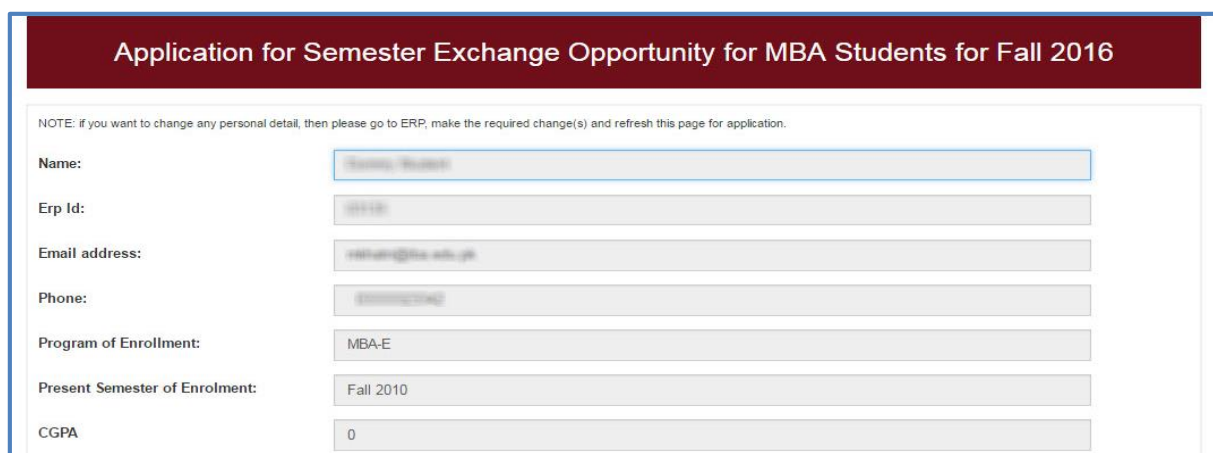 Application for Semester Exchange Opportunity for MBA Students for Fall 2016
NOTE: if you want to change any personal detail, then please go to ERP, make the required change(s) and refresh this page for application.
Name:
Erp Id:
Email address:
Phone:
Program of Enrollment: MBA-E
Present Semester of Enrolment: Fall 2010
CGPA 0